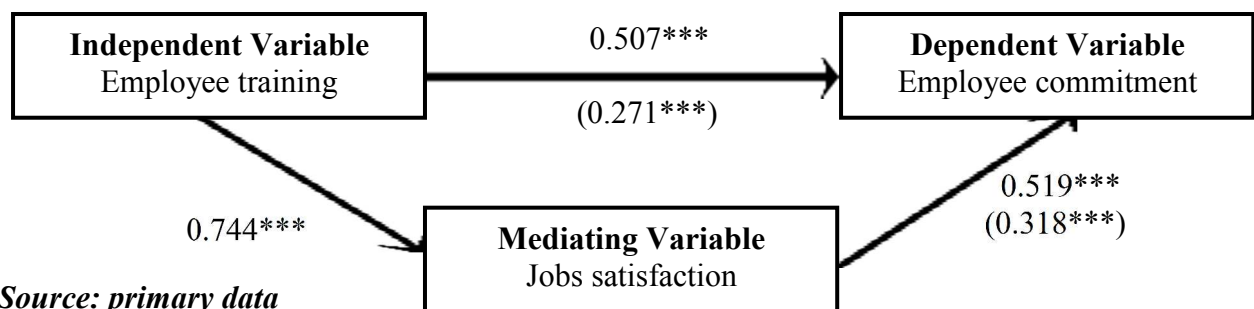 Independent Variable
Employee training
0.507***
(0.271***)
Dependent Variable
Employee commitment
0.744***
Mediating Variable
Jobs satisfaction
0.519***
(0.318***)
Source: primary data